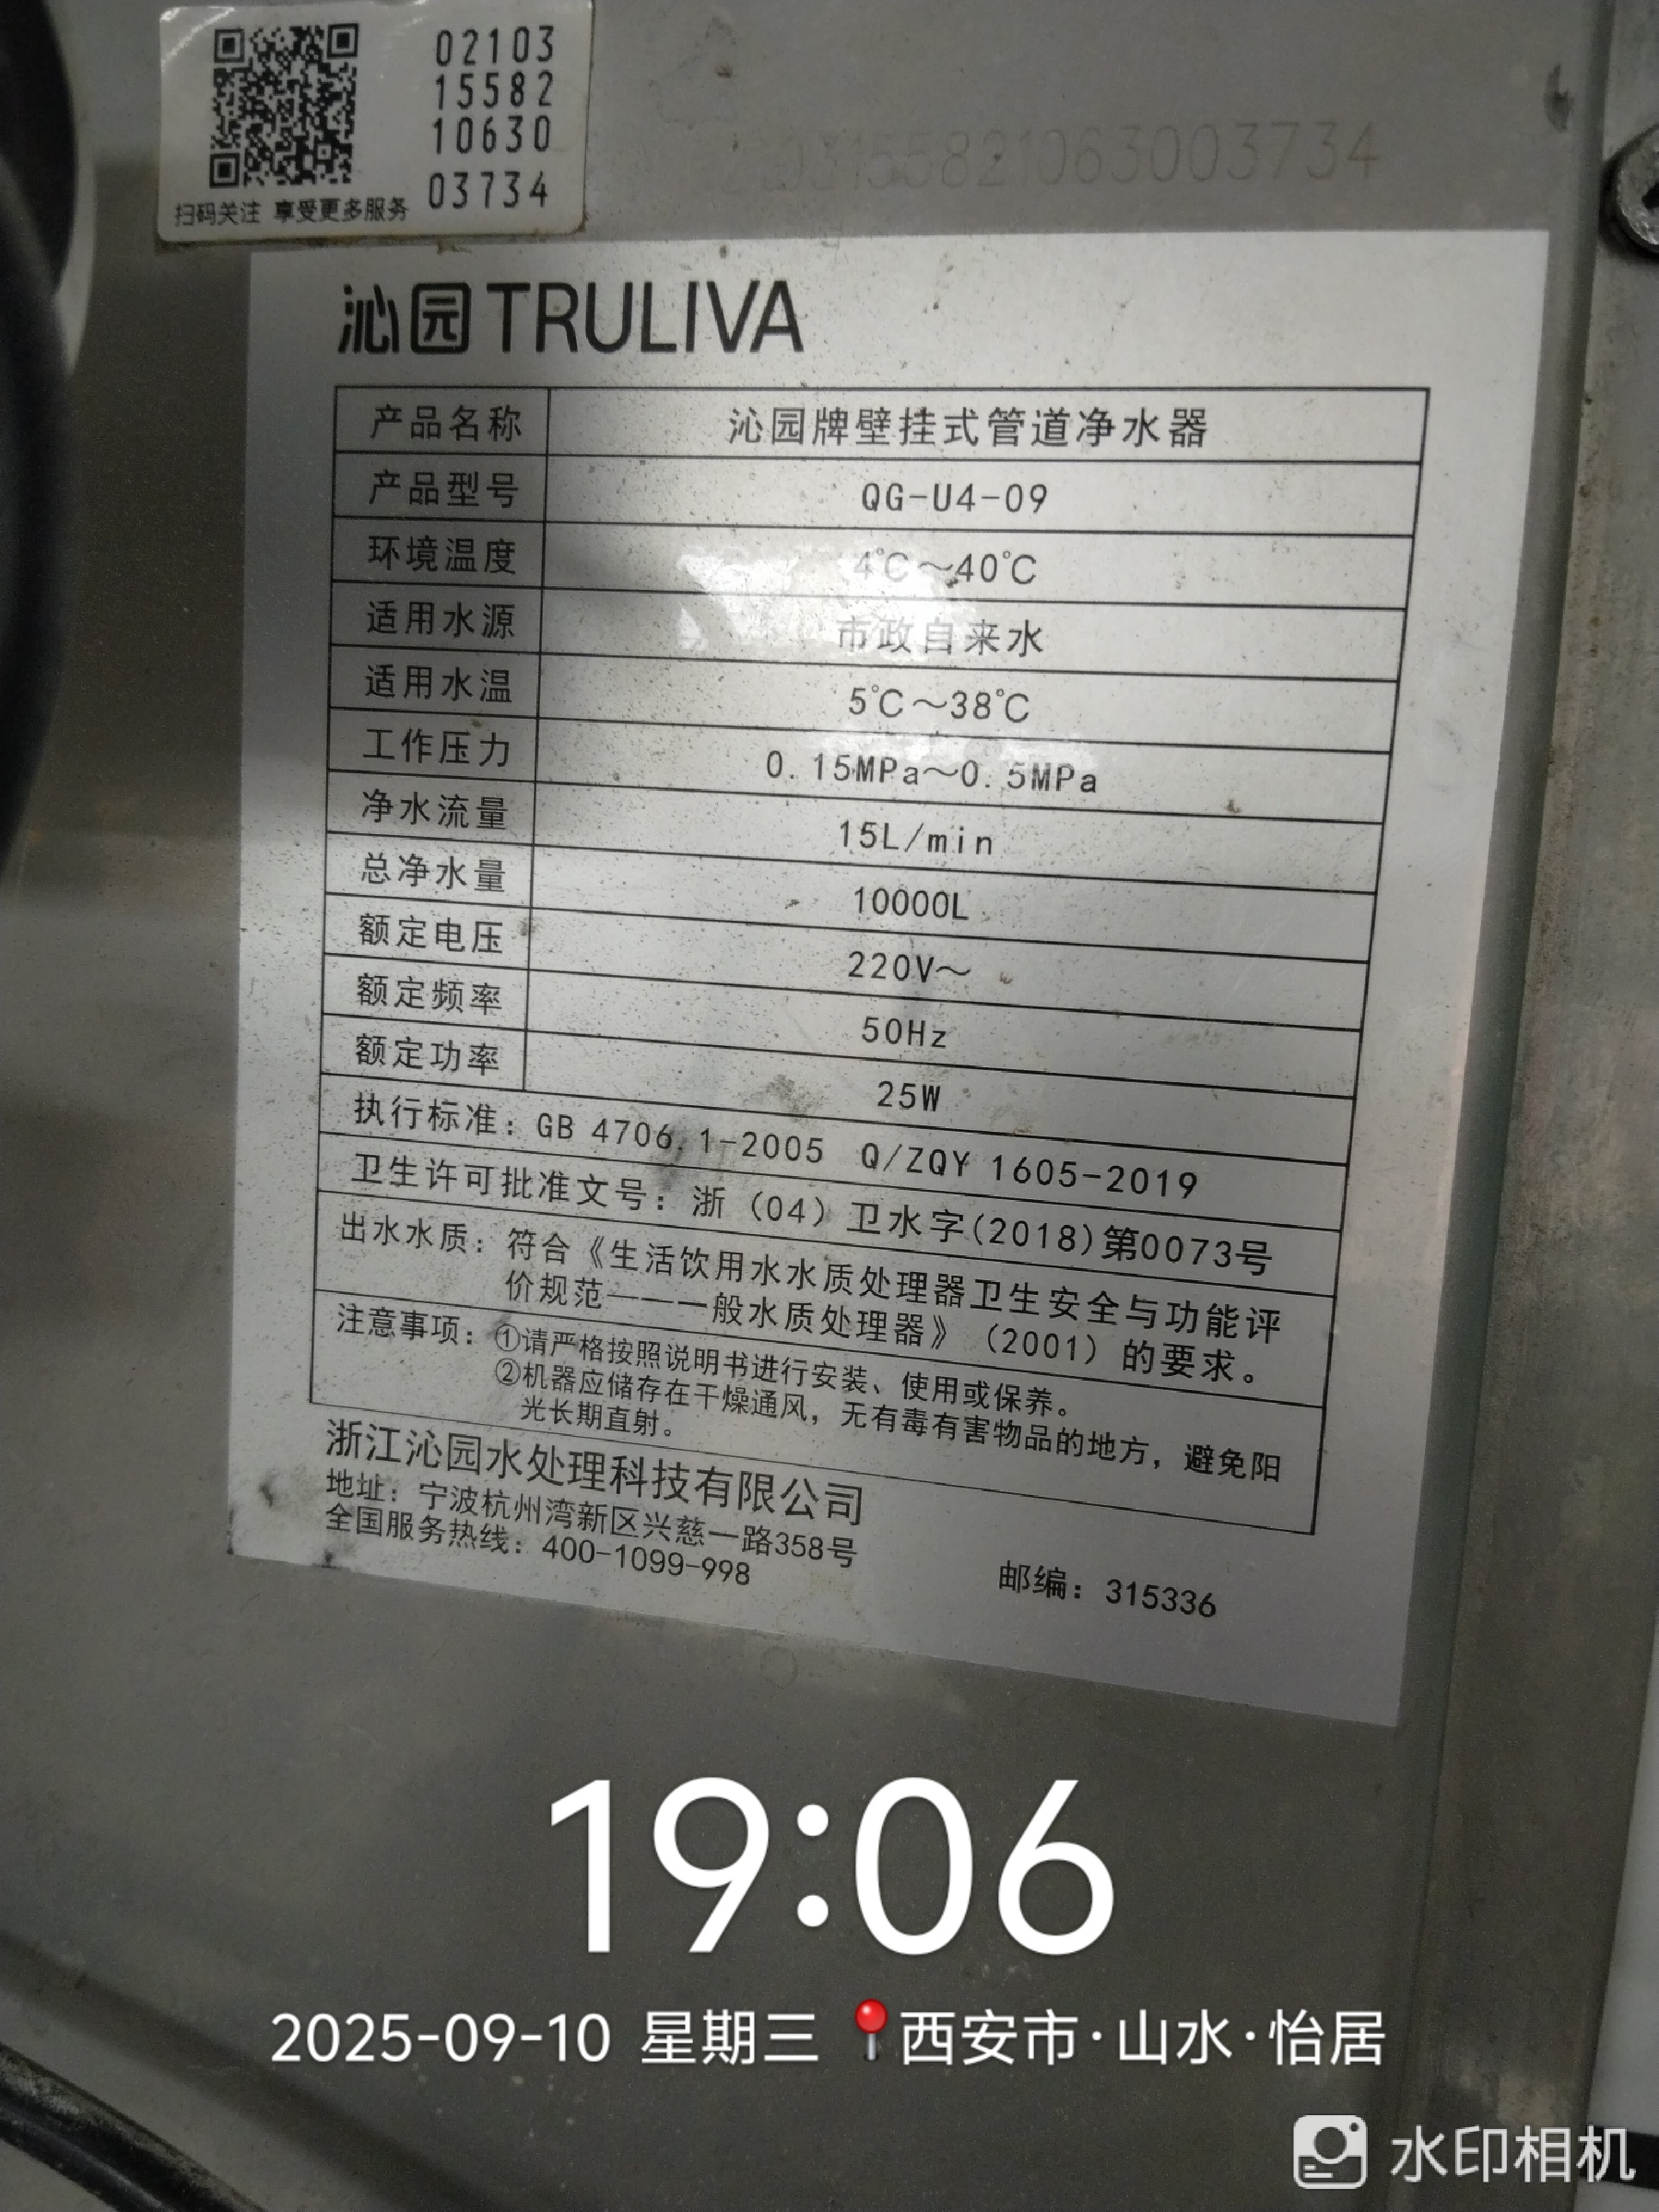 02103
15582
10630
03734
扫码关注 享受更多服务
063003734
沁园 TRULIVA
产品名称 沁园牌壁挂式管道净水器
产品型号 QG-U4-09
环境温度 4℃~40℃
适用水源 市政自来水
适用水温 5℃~38℃
工作压力 0.15MPa~0.5MPa
净水流量 15L/min
总净水量 10000L
额定电压 220V~
额定频率 50Hz
额定功率 25W
执行标准：GB 4706.1-2005 Q/ZQY 1605-2019
卫生许可批准文号：浙（04）卫水字(2018)第0073号
出水水质：符合《生活饮用水水质处理器卫生安全与功能评
价规范——一般水质处理器》（2001）的要求。
注意事项：①请严格按照说明书进行安装、使用或保养。
②机器应储存在干燥通风，无有毒有害物品的地方，避免阳
光长期直射。
浙江沁园水处理科技有限公司
地址：宁波杭州湾新区兴慈一路358号
全国服务热线：400-1099-998 邮编：315336
19:06
2025-09-10 星期三 西安市·山水·怡居
水印相机